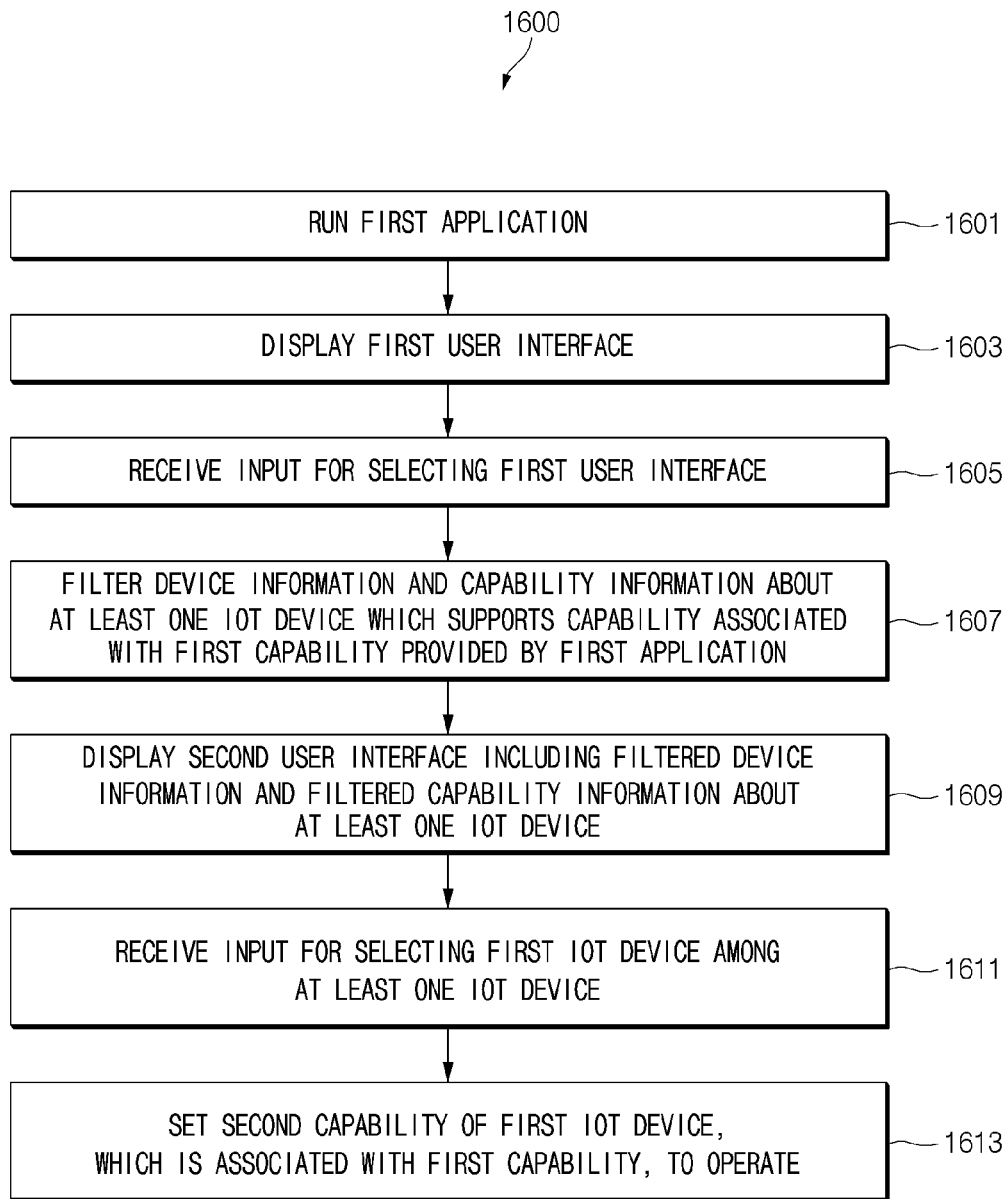 1600
RUN FIRST APPLICATION
1601
DISPLAY FIRST USER INTERFACE
1603
RECEIVE INPUT FOR SELECTING FIRST USER INTERFACE
1605
FILTER DEVICE INFORMATION AND CAPABILITY INFORMATION ABOUT
AT LEAST ONE IOT DEVICE WHICH SUPPORTS CAPABILITY ASSOCIATED
WITH FIRST CAPABILITY PROVIDED BY FIRST APPLICATION
1607
DISPLAY SECOND USER INTERFACE INCLUDING FILTERED DEVICE
INFORMATION AND FILTERED CAPABILITY INFORMATION ABOUT
AT LEAST ONE IOT DEVICE
1609
RECEIVE INPUT FOR SELECTING FIRST IOT DEVICE AMONG
AT LEAST ONE IOT DEVICE
1611
SET SECOND CAPABILITY OF FIRST IOT DEVICE,
WHICH IS ASSOCIATED WITH FIRST CAPABILITY, TO OPERATE
1613